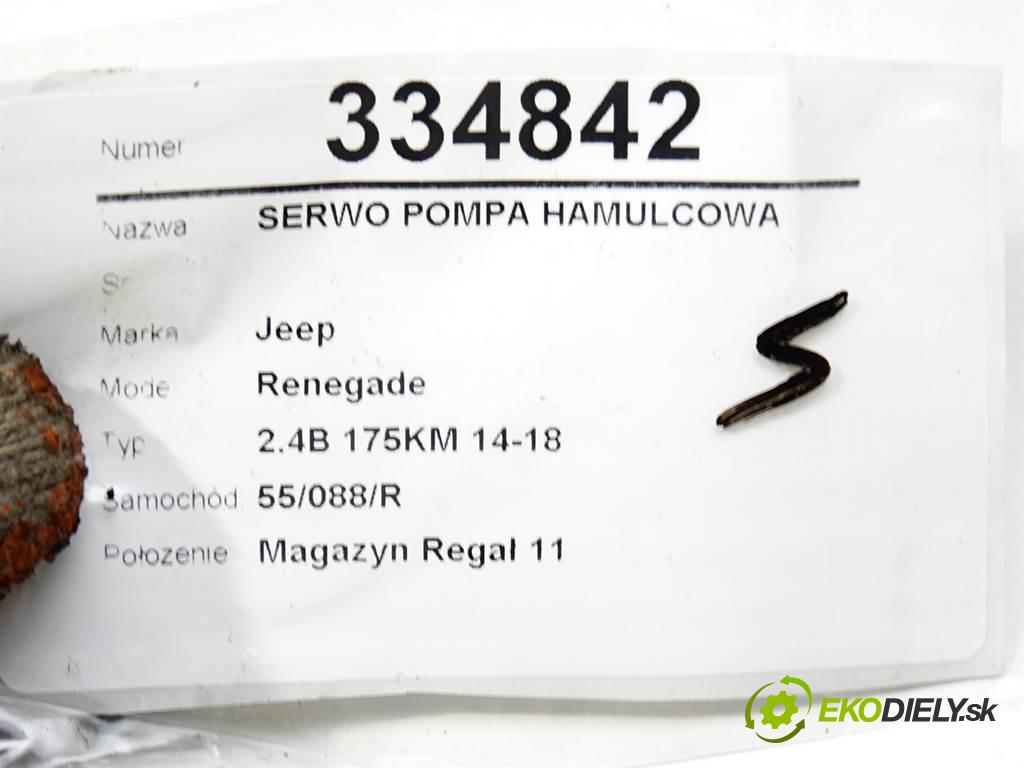 Numer 334842
Nazwa SERWO POMPA HAMULCOWA
Marka Jeep
Model Renegade
Typ 2.4B 175KM 14-18
Samochód 55/088/R
Położenie Magazyn Regał 11
S
EKODIELY.sk